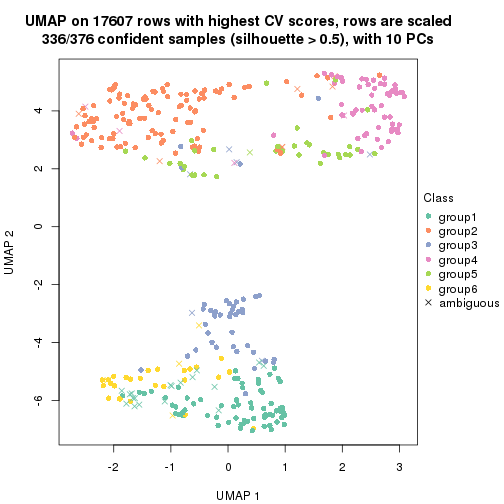 UMAP on 17607 rows with highest CV scores, rows are scaled
336/376 confident samples (silhouette > 0.5), with 10 PCs
4
2
0
-2
-4
-6
UMAP 2
-2
-1
0
1
2
3
UMAP 1
Class
group1
group2
group3
group4
group5
group6
ambiguous